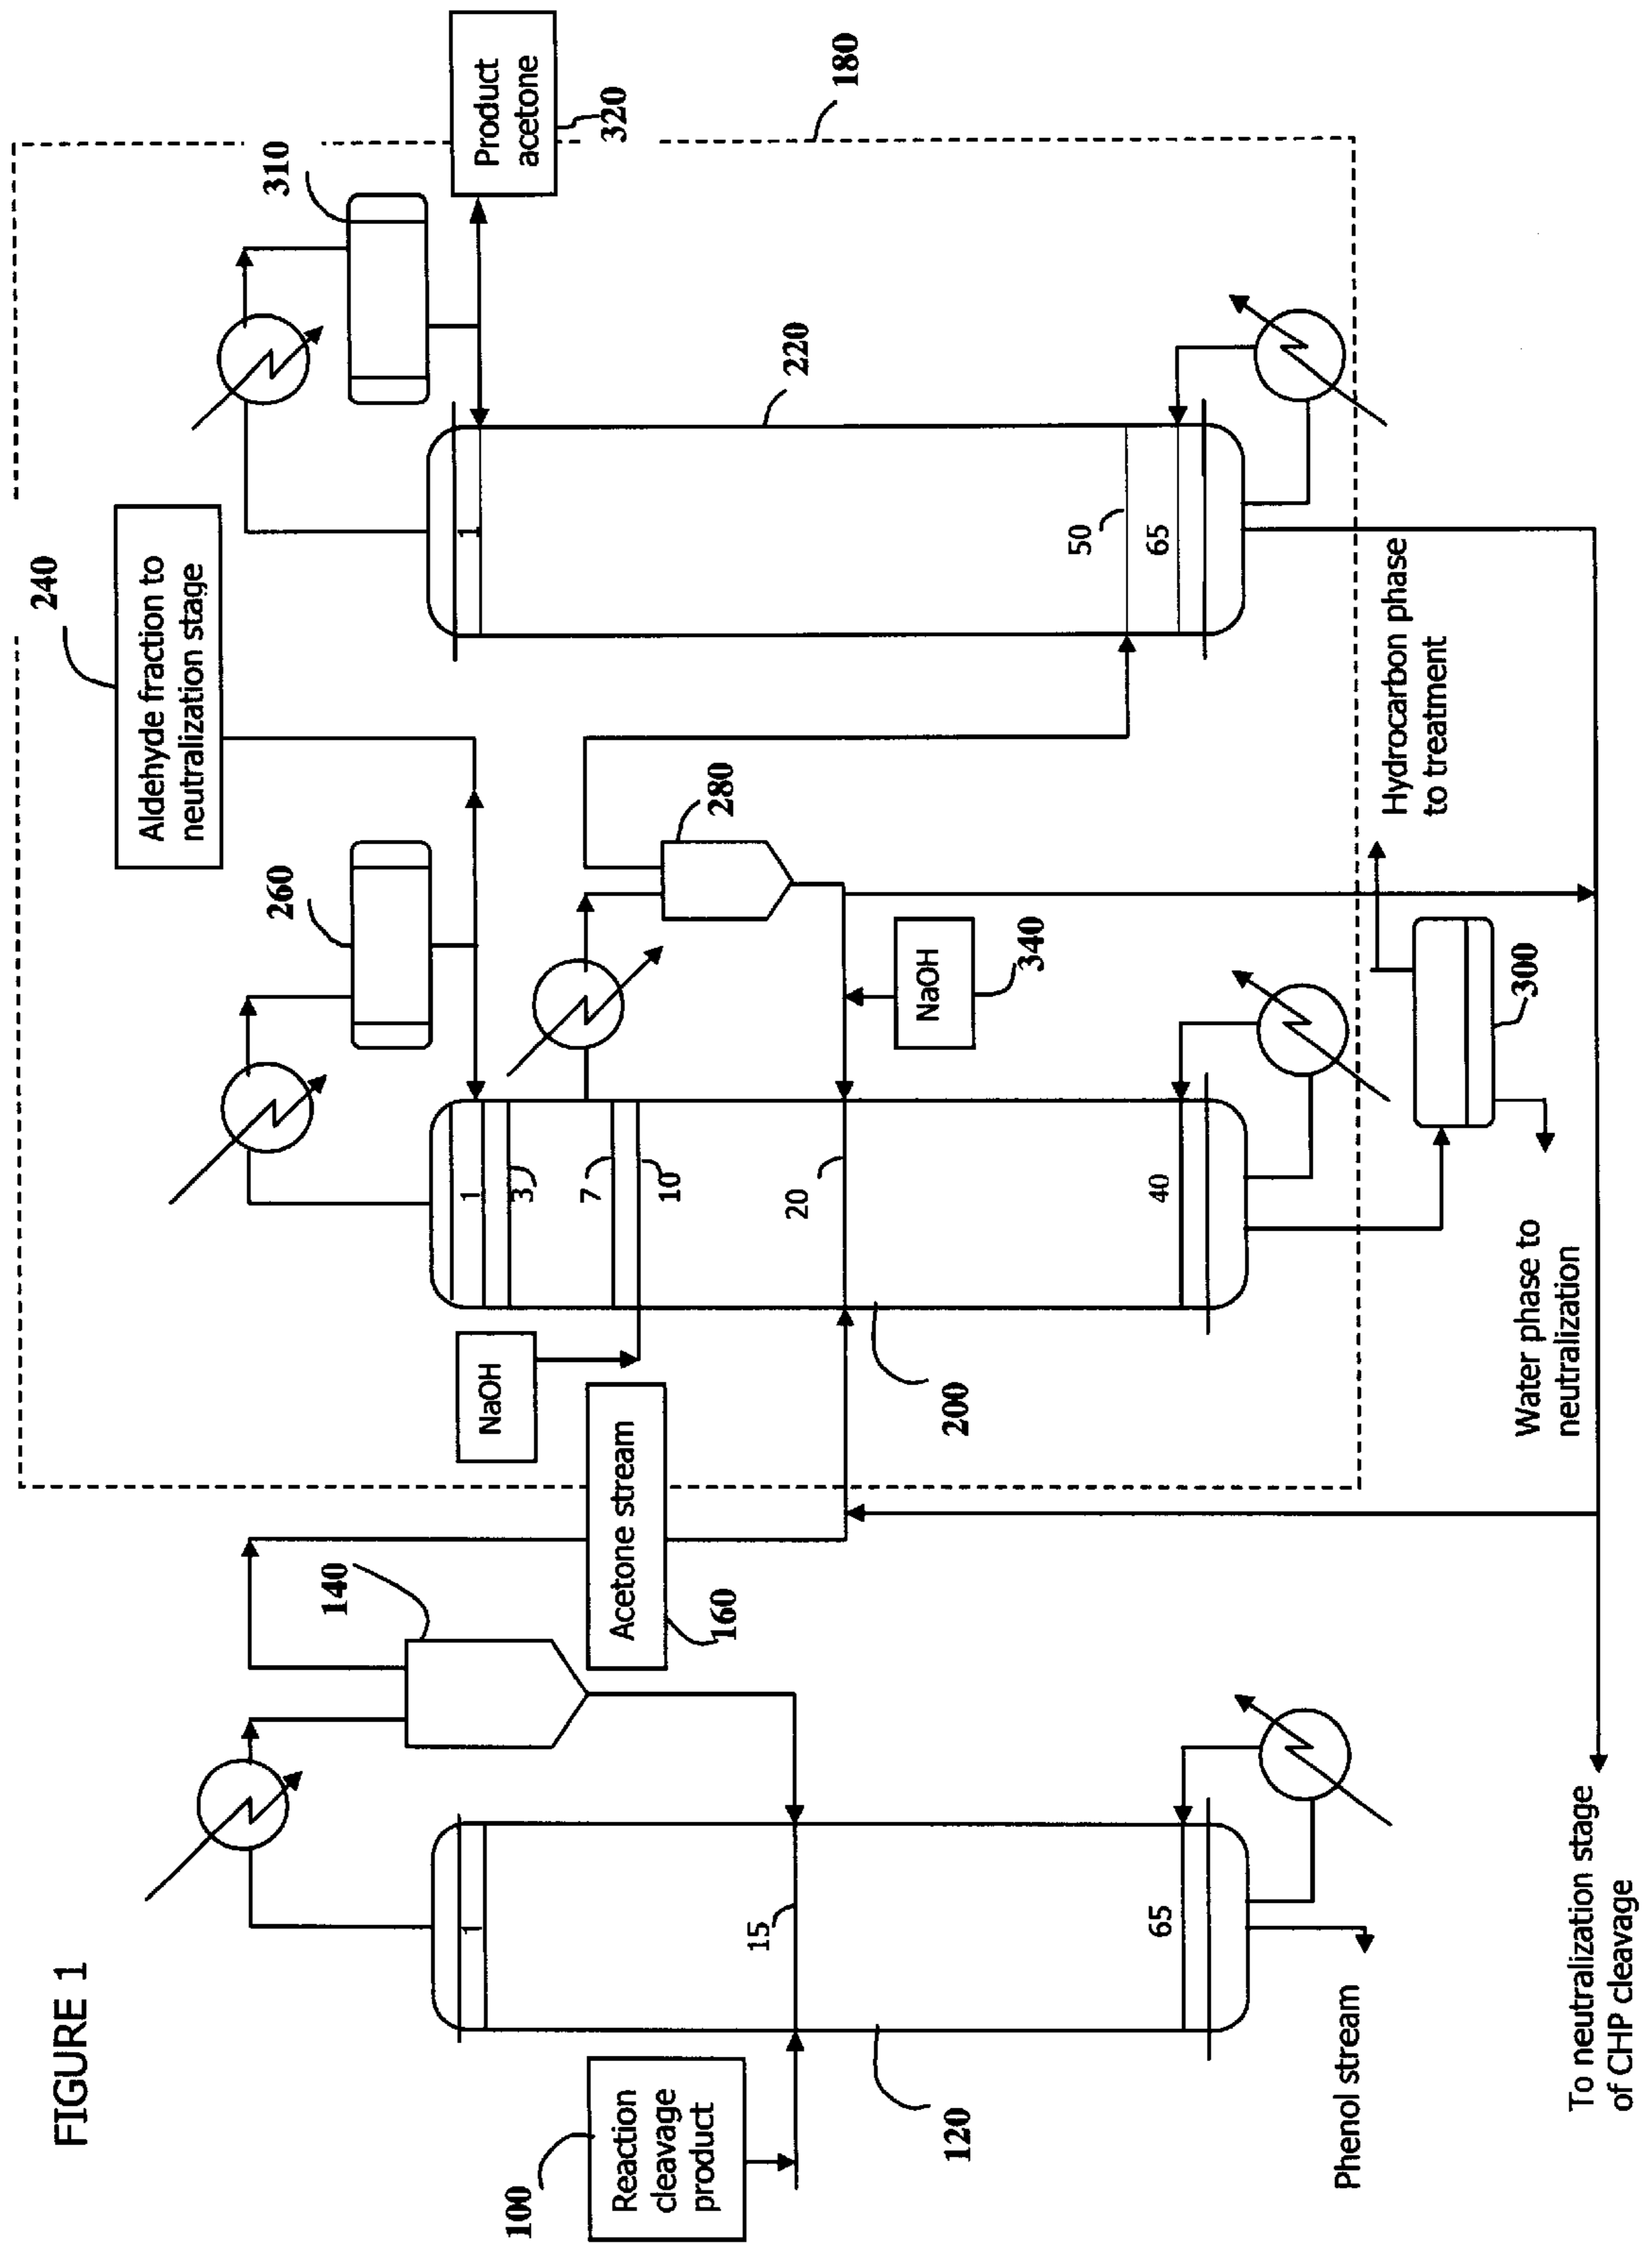 FIGURE 1
100
Reaction
cleavage
product
120
1
15
65
Phenol stream
To neutralization stage
of CHP cleavage
140
Acetone stream
160
NaOH
200
1
3
7
10
20
40
Water phase to
neutralization
260
240
Aldehyde fraction to
neutralization stage
280
NaOH
340
300
Hydrocarbon phase
to treatment
310
1
220
50
65
Product
acetone
320
180